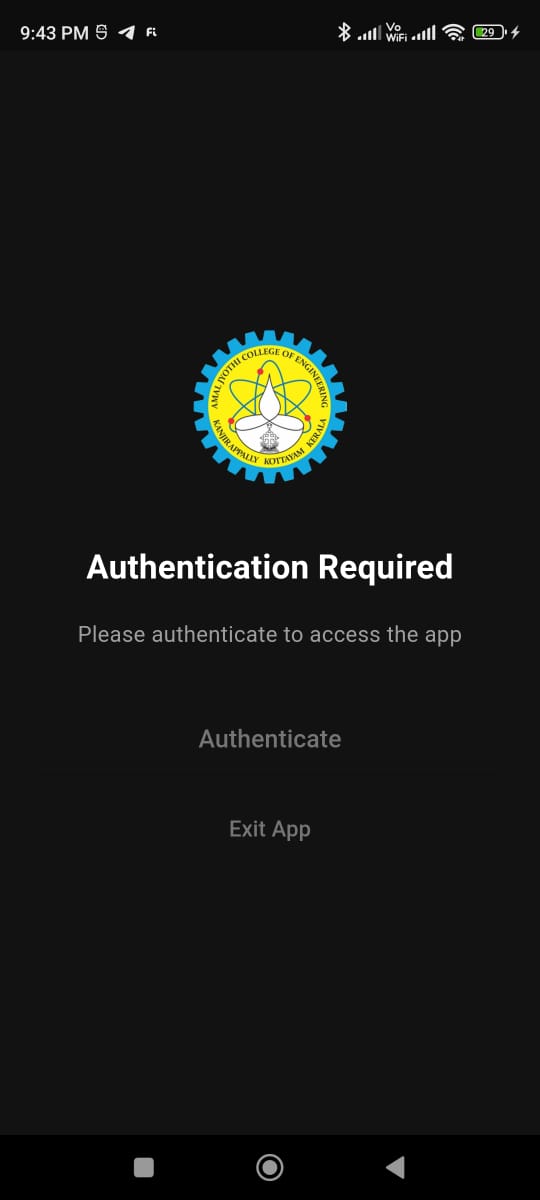 9:43 PM Fi Vo WiFi 29
AMAL JYOTHI COLLEGE OF ENGINEERING
KANJIRAPPALLY KOTTAYAM KERALA
Authentication Required
Please authenticate to access the app
Authenticate
Exit App